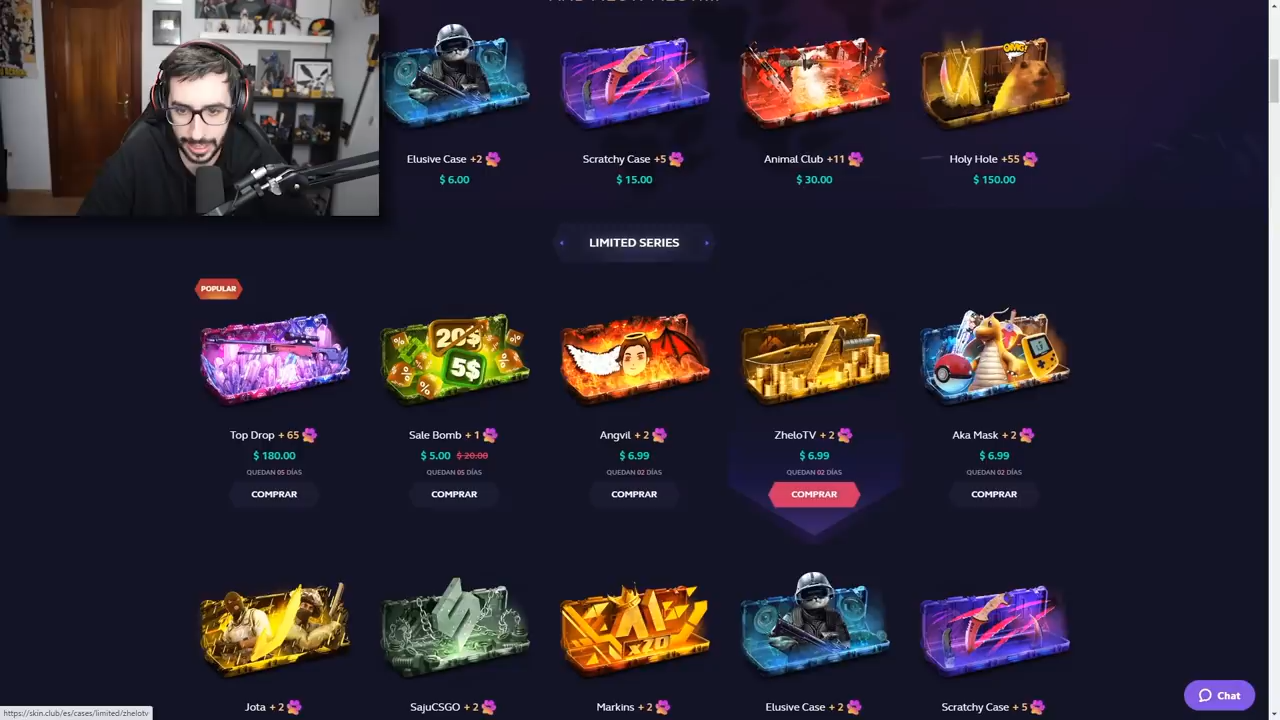 OMG!
Elusive Case +2
$ 6.00
Scratchy Case +5
$ 15.00
Animal Club +11
$ 30.00
Holy Hole +55
$ 150.00
LIMITED SERIES
POPULAR
20$
5$
Top Drop + 65
$ 180.00
QUEDAN 05 DÍAS
COMPRAR
Sale Bomb + 1
$ 5.00 $ 20.00
QUEDAN 05 DÍAS
COMPRAR
Angvil + 2
$ 6.99
QUEDAN 02 DÍAS
COMPRAR
ZheloTV + 2
$ 6.99
QUEDAN 02 DÍAS
COMPRAR
Aka Mask + 2
$ 6.99
QUEDAN 02 DÍAS
COMPRAR
Jota + 2
SajuCSGO + 2
Markins + 2
Elusive Case + 2
Scratchy Case + 5
Chat
https://skin.club/es/cases/limited/zhelotv